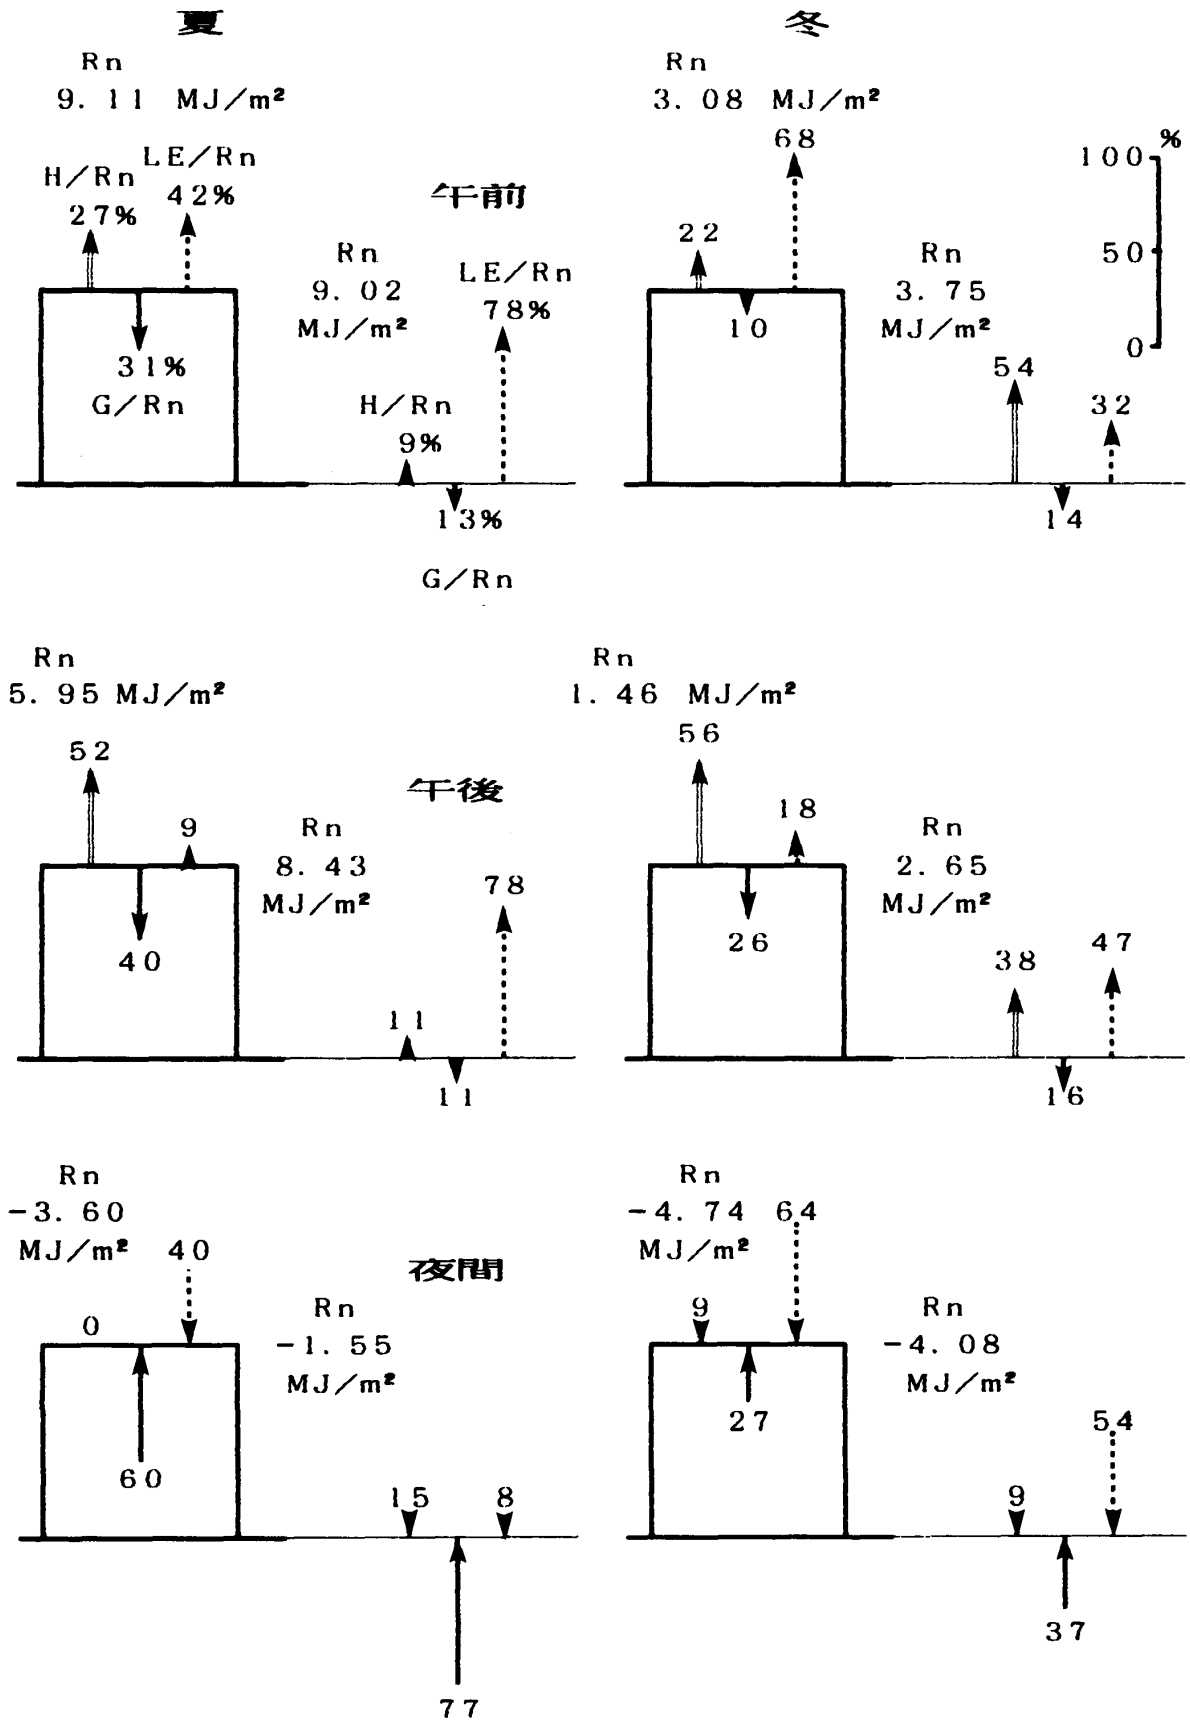 夏
Rn
9.11 MJ/m²
H/Rn
27%
LE/Rn
42%
31%
G/Rn
午前
Rn
9.02
MJ/m²
LE/Rn
78%
H/Rn
9%
13%
G/Rn
冬
Rn
3.08 MJ/m²
68
22
10
Rn
3.75
MJ/m²
54
32
14
%
100
50
0
Rn
5.95 MJ/m²
52
9
40
午後
Rn
8.43
MJ/m²
78
11
11
Rn
1.46 MJ/m²
56
18
26
Rn
2.65
MJ/m²
38
47
16
Rn
-3.60
MJ/m²
40
0
60
夜間
Rn
-1.55
MJ/m²
15
8
77
Rn
-4.74
MJ/m²
64
9
27
Rn
-4.08
MJ/m²
54
9
37